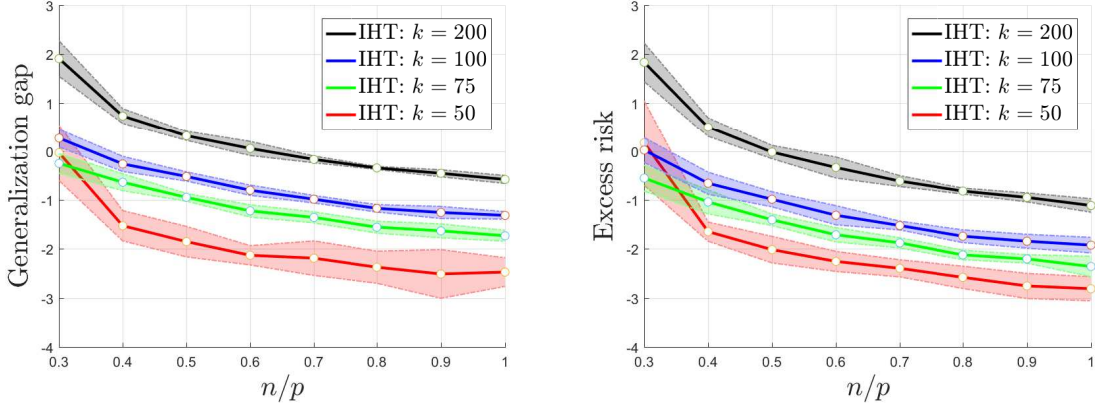 Generalization gap
3
2
1
0
-1
-2
-3
-4
IHT: k = 200
IHT: k = 100
IHT: k = 75
IHT: k = 50
0.3 0.4 0.5 0.6 0.7 0.8 0.9 1
n/p
Excess risk
3
2
1
0
-1
-2
-3
-4
IHT: k = 200
IHT: k = 100
IHT: k = 75
IHT: k = 50
0.3 0.4 0.5 0.6 0.7 0.8 0.9 1
n/p